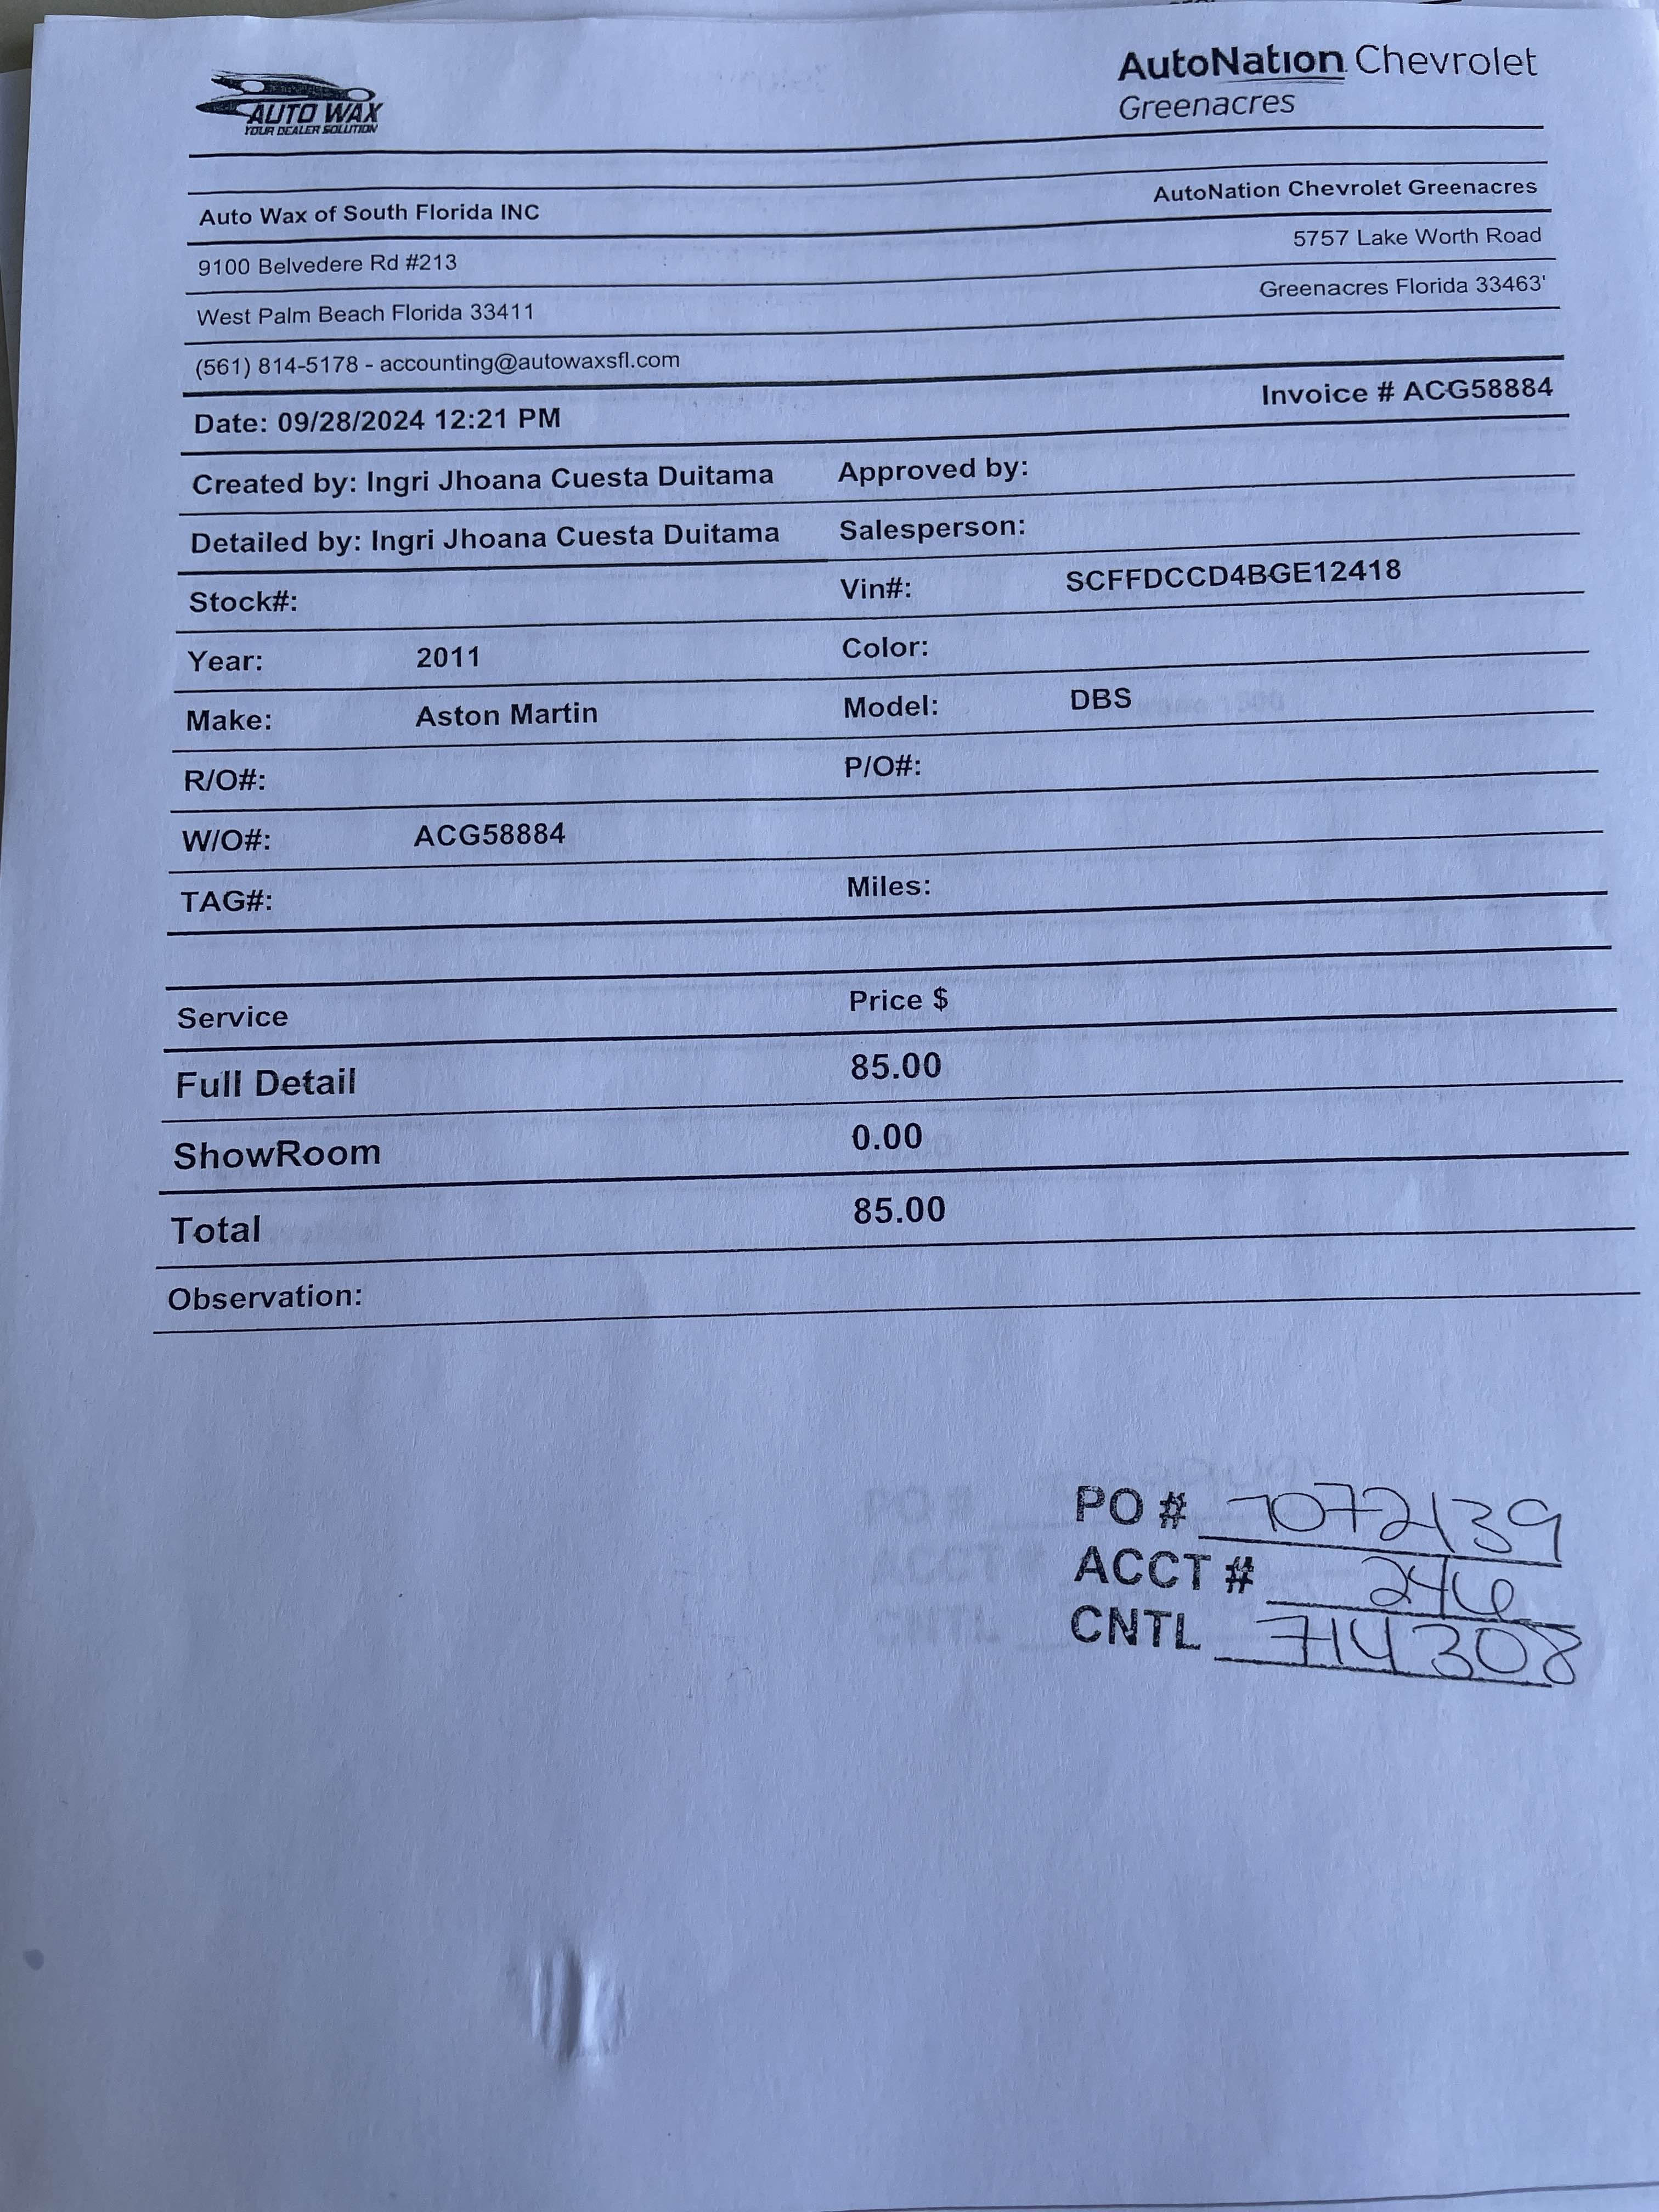 AUTO WAX
YOUR DEALER SOLUTION
AutoNation Chevrolet
Greenacres
Auto Wax of South Florida INC
AutoNation Chevrolet Greenacres
9100 Belvedere Rd #213
5757 Lake Worth Road
West Palm Beach Florida 33411
Greenacres Florida 33463'
(561) 814-5178 - accounting@autowaxsfl.com
Date: 09/28/2024 12:21 PM
Invoice # ACG58884
Created by: Ingri Jhoana Cuesta Duitama Approved by:
Detailed by: Ingri Jhoana Cuesta Duitama Salesperson:
Stock#: Vin#: SCFFDCCD4BGE12418
Year: 2011 Color:
Make: Aston Martin Model: DBS
R/O#: P/O#:
W/O#: ACG58884
TAG#: Miles:
Service Price $
Full Detail 85.00
ShowRoom 0.00
Total 85.00
Observation:
PO # 7072139
ACCT # 246
CNTL 714308